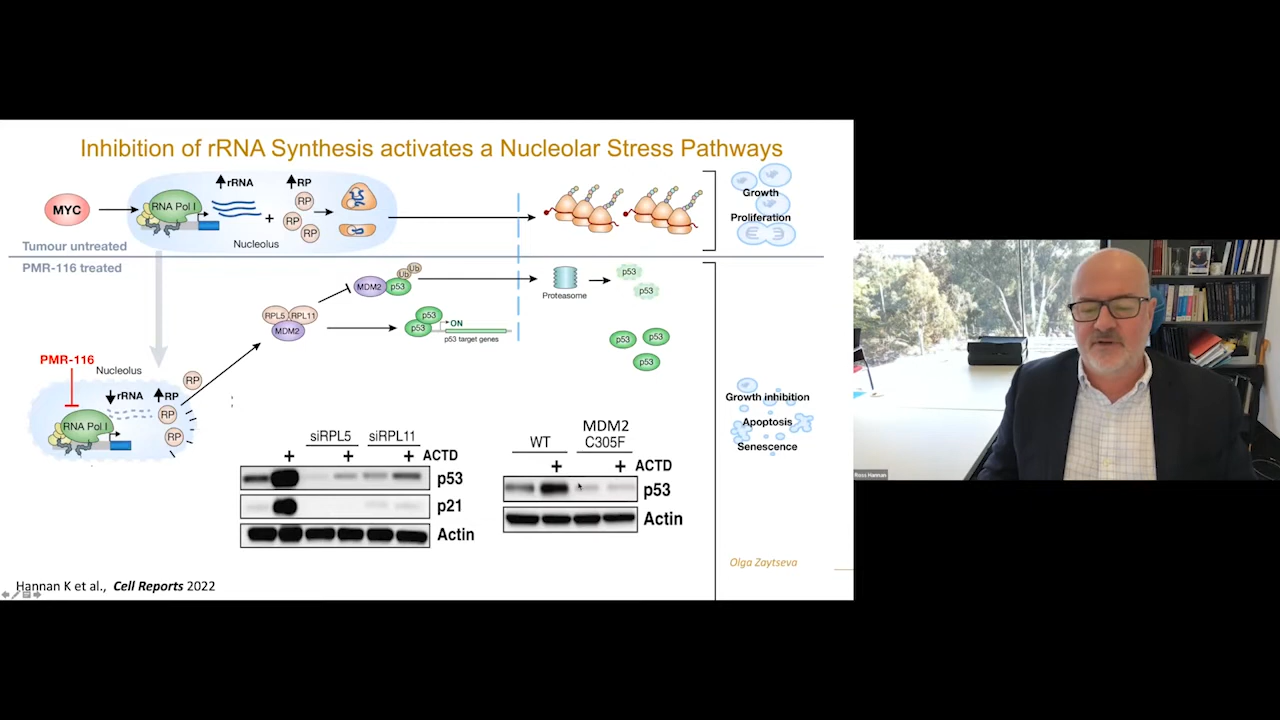 Inhibition of rRNA Synthesis activates a Nucleolar Stress Pathways
MYC
RNA Pol I
rRNA
+
RP
RP
RP
RP
Nucleolus
Growth
Proliferation
Tumour untreated
PMR-116 treated
MDM2
p53
Ub
Ub
Proteasome
p53
p53
RPL5
RPL11
MDM2
p53
p53
ON
p53 target genes
p53
p53
p53
PMR-116
Nucleolus
rRNA
RP
RNA Pol I
RP
RP
RP
;
Growth inhibition
Apoptosis
Senescence
siRPL5 siRPL11
+ + + ACTD
p53
p21
Actin
WT MDM2
C305F
+ + ACTD
p53
Actin
Olga Zaytseva
Hannan K et al., Cell Reports 2022
Ross Hannan